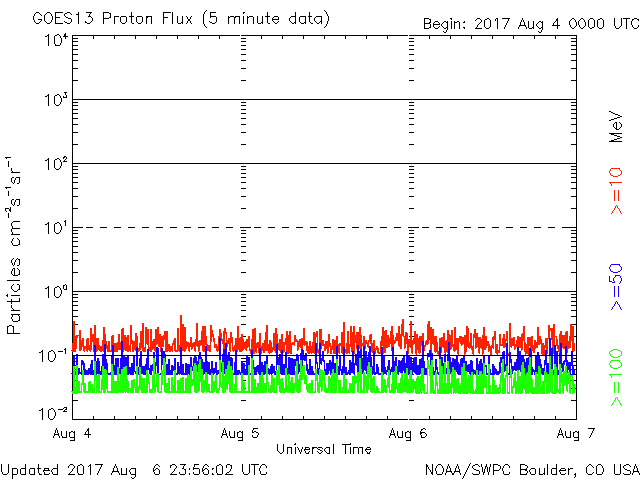 GOES13 Proton Flux (5 minute data)
Begin: 2017 Aug 4 0000 UTC
10⁴
10³
10²
10¹
10⁰
10⁻¹
10⁻²
Particles cm⁻²s⁻¹sr⁻¹
Aug 4
Aug 5
Aug 6
Aug 7
Universal Time
MeV
>=10
>=50
>=100
Updated 2017 Aug 6 23:56:02 UTC
NOAA/SWPC Boulder, CO USA